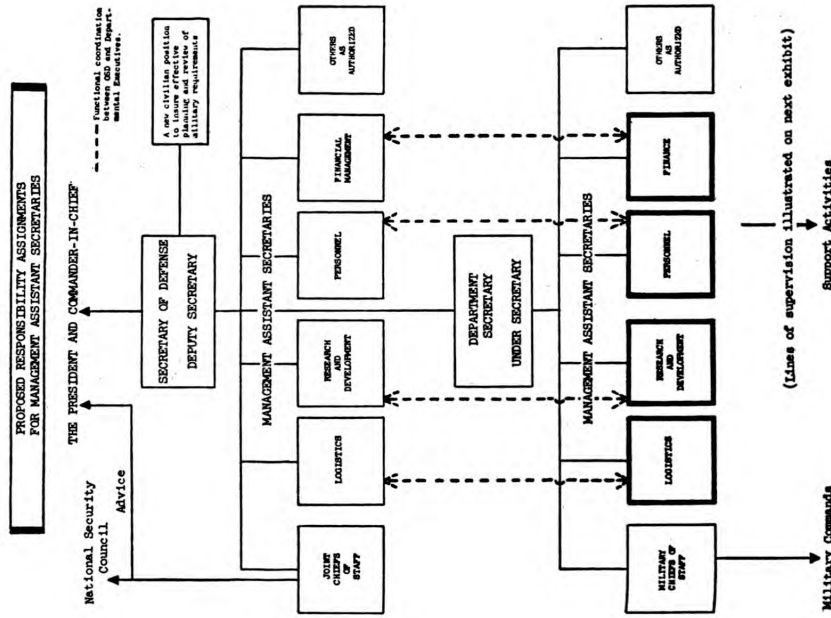 PROPOSED RESPONSIBILITY ASSIGNMENTS
FOR MANAGEMENT ASSISTANT SECRETARIES
THE PRESIDENT AND COMMANDER-IN-CHIEF
Functional coordination
between OSD and Depart-
mental Executives.
National Security
Council
Advice
SECRETARY OF DEFENSE
DEPUTY SECRETARY
A new civilian position
to insure effective
planning and review of
military requirements
MANAGEMENT ASSISTANT SECRETARIES
JOINT
CHIEFS
OF
STAFF
LOGISTICS
RESEARCH
AND
DEVELOPMENT
PERSONNEL
FINANCIAL
MANAGEMENT
OTHERS
AS
AUTHORIZED
DEPARTMENT
SECRETARY
UNDER SECRETARY
MANAGEMENT ASSISTANT SECRETARIES
MILITARY
CHIEFS OF
STAFF
LOGISTICS
RESEARCH
AND
DEVELOPMENT
PERSONNEL
FINANCE
OTHERS
AS
AUTHORIZED
(Lines of supervision illustrated on next exhibit)
Military Commands
Support Activities